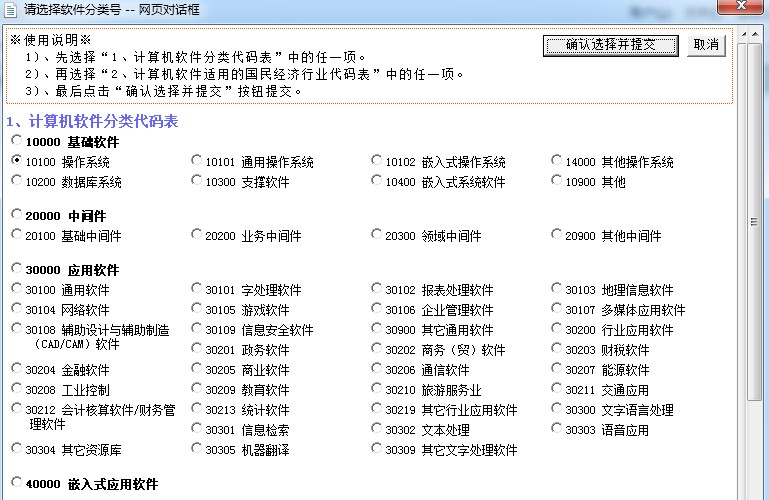 请选择软件分类号 -- 网页对话框
※使用说明※
1)、先选择“1、计算机软件分类代码表”中的任一项。
2)、再选择“2、计算机软件适用的国民经济行业代码表”中的任一项。
3)、最后点击“确认选择并提交”按钮提交。
确认选择并提交 取消
1、计算机软件分类代码表
10000 基础软件
10100 操作系统 10101 通用操作系统 10102 嵌入式操作系统 14000 其他操作系统
10200 数据库系统 10300 支撑软件 10400 嵌入式系统软件 10900 其他
20000 中间件
20100 基础中间件 20200 业务中间件 20300 领域中间件 20900 其他中间件
30000 应用软件
30100 通用软件 30101 字处理软件 30102 报表处理软件 30103 地理信息软件
30104 网络软件 30105 游戏软件 30106 企业管理软件 30107 多媒体应用软件
30108 辅助设计与辅助制造 30109 信息安全软件 30900 其它通用软件 30200 行业应用软件
(CAD/CAM)软件 30201 政务软件 30202 商务（贸）软件 30203 财税软件
30204 金融软件 30205 商业软件 30206 通信软件 30207 能源软件
30208 工业控制 30209 教育软件 30210 旅游服务业 30211 交通应用
30212 会计核算软件/财务管 30213 统计软件 30219 其它行业应用软件 30300 文字语言处理
理软件 30301 信息检索 30302 文本处理 30303 语音应用
30304 其它资源库 30305 机器翻译 30309 其它文字处理软件
40000 嵌入式应用软件